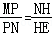 MP/PN = NH/HE